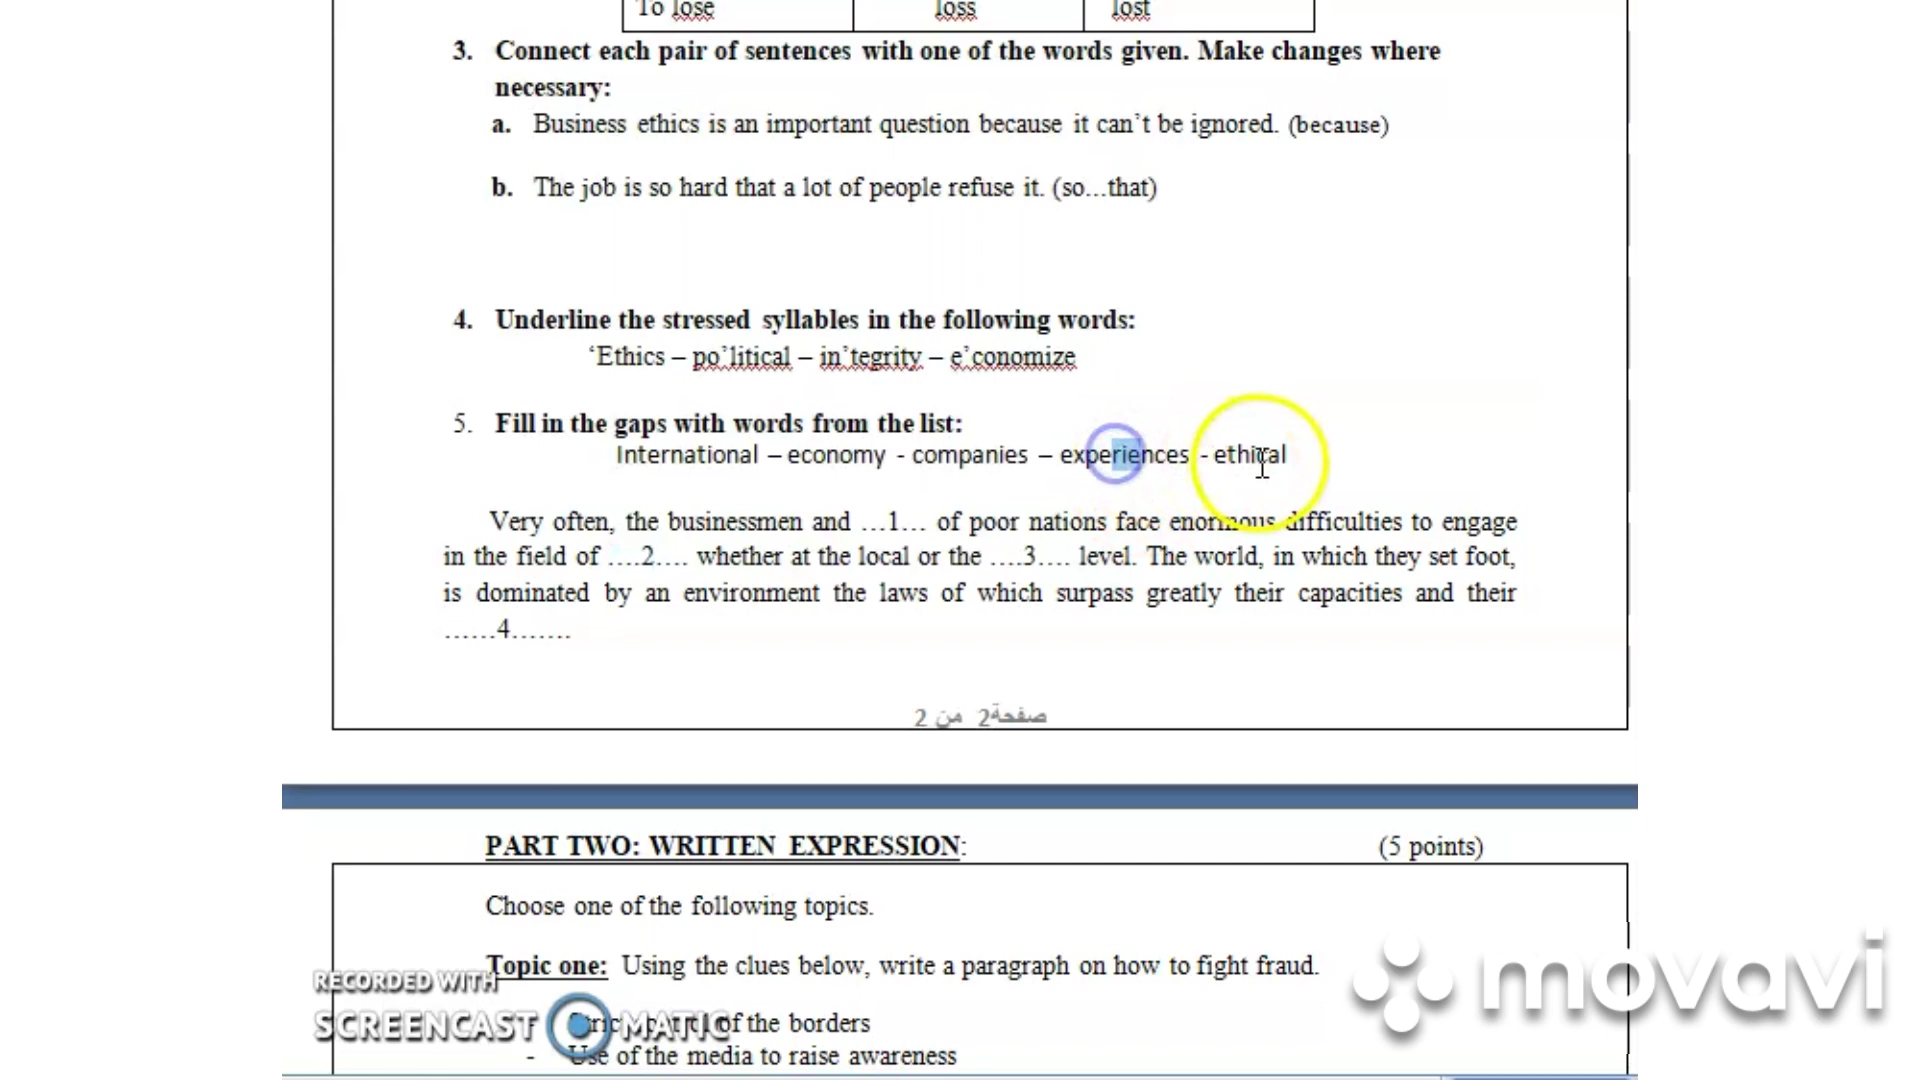 To lose loss lost
3. Connect each pair of sentences with one of the words given. Make changes where
necessary:
a. Business ethics is an important question because it can't be ignored. (because)
b. The job is so hard that a lot of people refuse it. (so…that)
4. Underline the stressed syllables in the following words:
‘Ethics – po’litical – in’tegrity – e’conomize
5. Fill in the gaps with words from the list:
International – economy - companies – experiences - ethical
Very often, the businessmen and …1… of poor nations face enormous difficulties to engage
in the field of ….2…. whether at the local or the ….3…. level. The world, in which they set foot,
is dominated by an environment the laws of which surpass greatly their capacities and their
……4…….
صفحة2 من 2
PART TWO: WRITTEN EXPRESSION: (5 points)
Choose one of the following topics.
Topic one: Using the clues below, write a paragraph on how to fight fraud.
of the borders
- Use of the media to raise awareness
RECORDED WITH
SCREENCAST MATIC
movavi